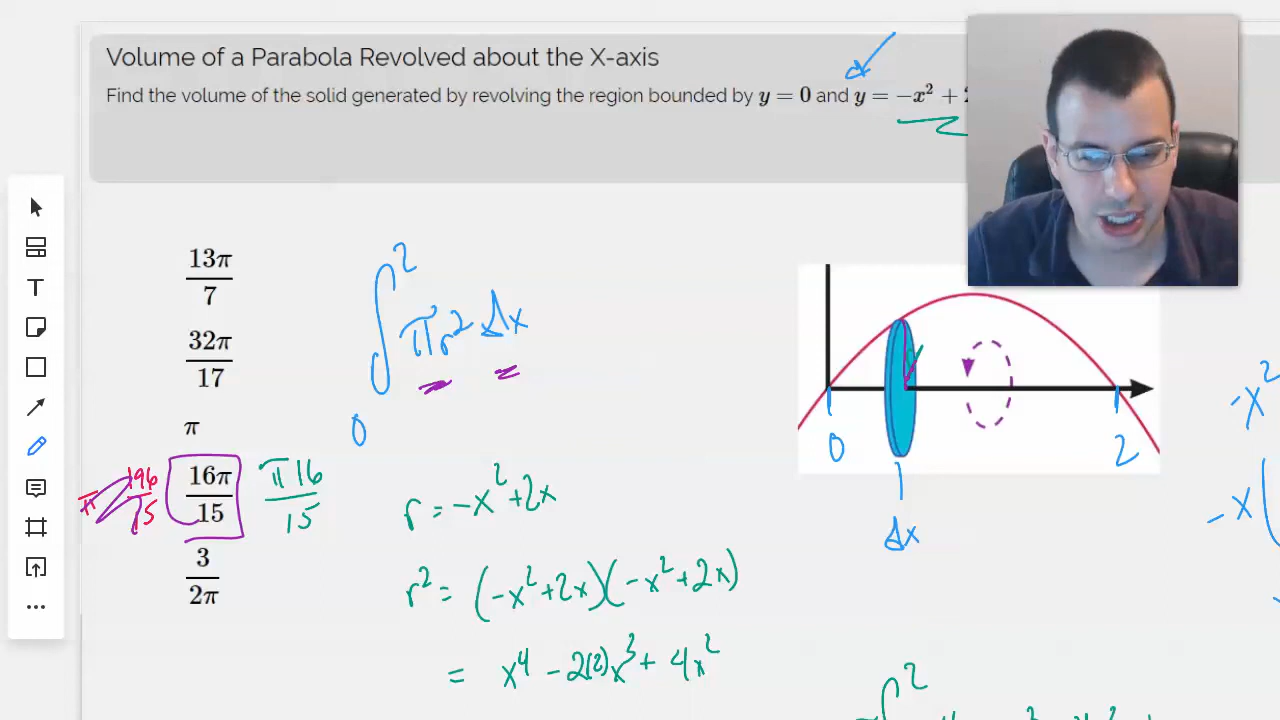 Volume of a Parabola Revolved about the X-axis
Find the volume of the solid generated by revolving the region bounded by y = 0 and y = −x² + 2
13π/7
32π/17
π
16π/15
3/2π
π 196/15
π16/15
∫₀² πr² Δx
r = −x² + 2x
r² = (−x² + 2x)(−x² + 2x)
= x⁴ − 2(2)x³ + 4x²
0
2
Δx
−x²
−x(
2
T